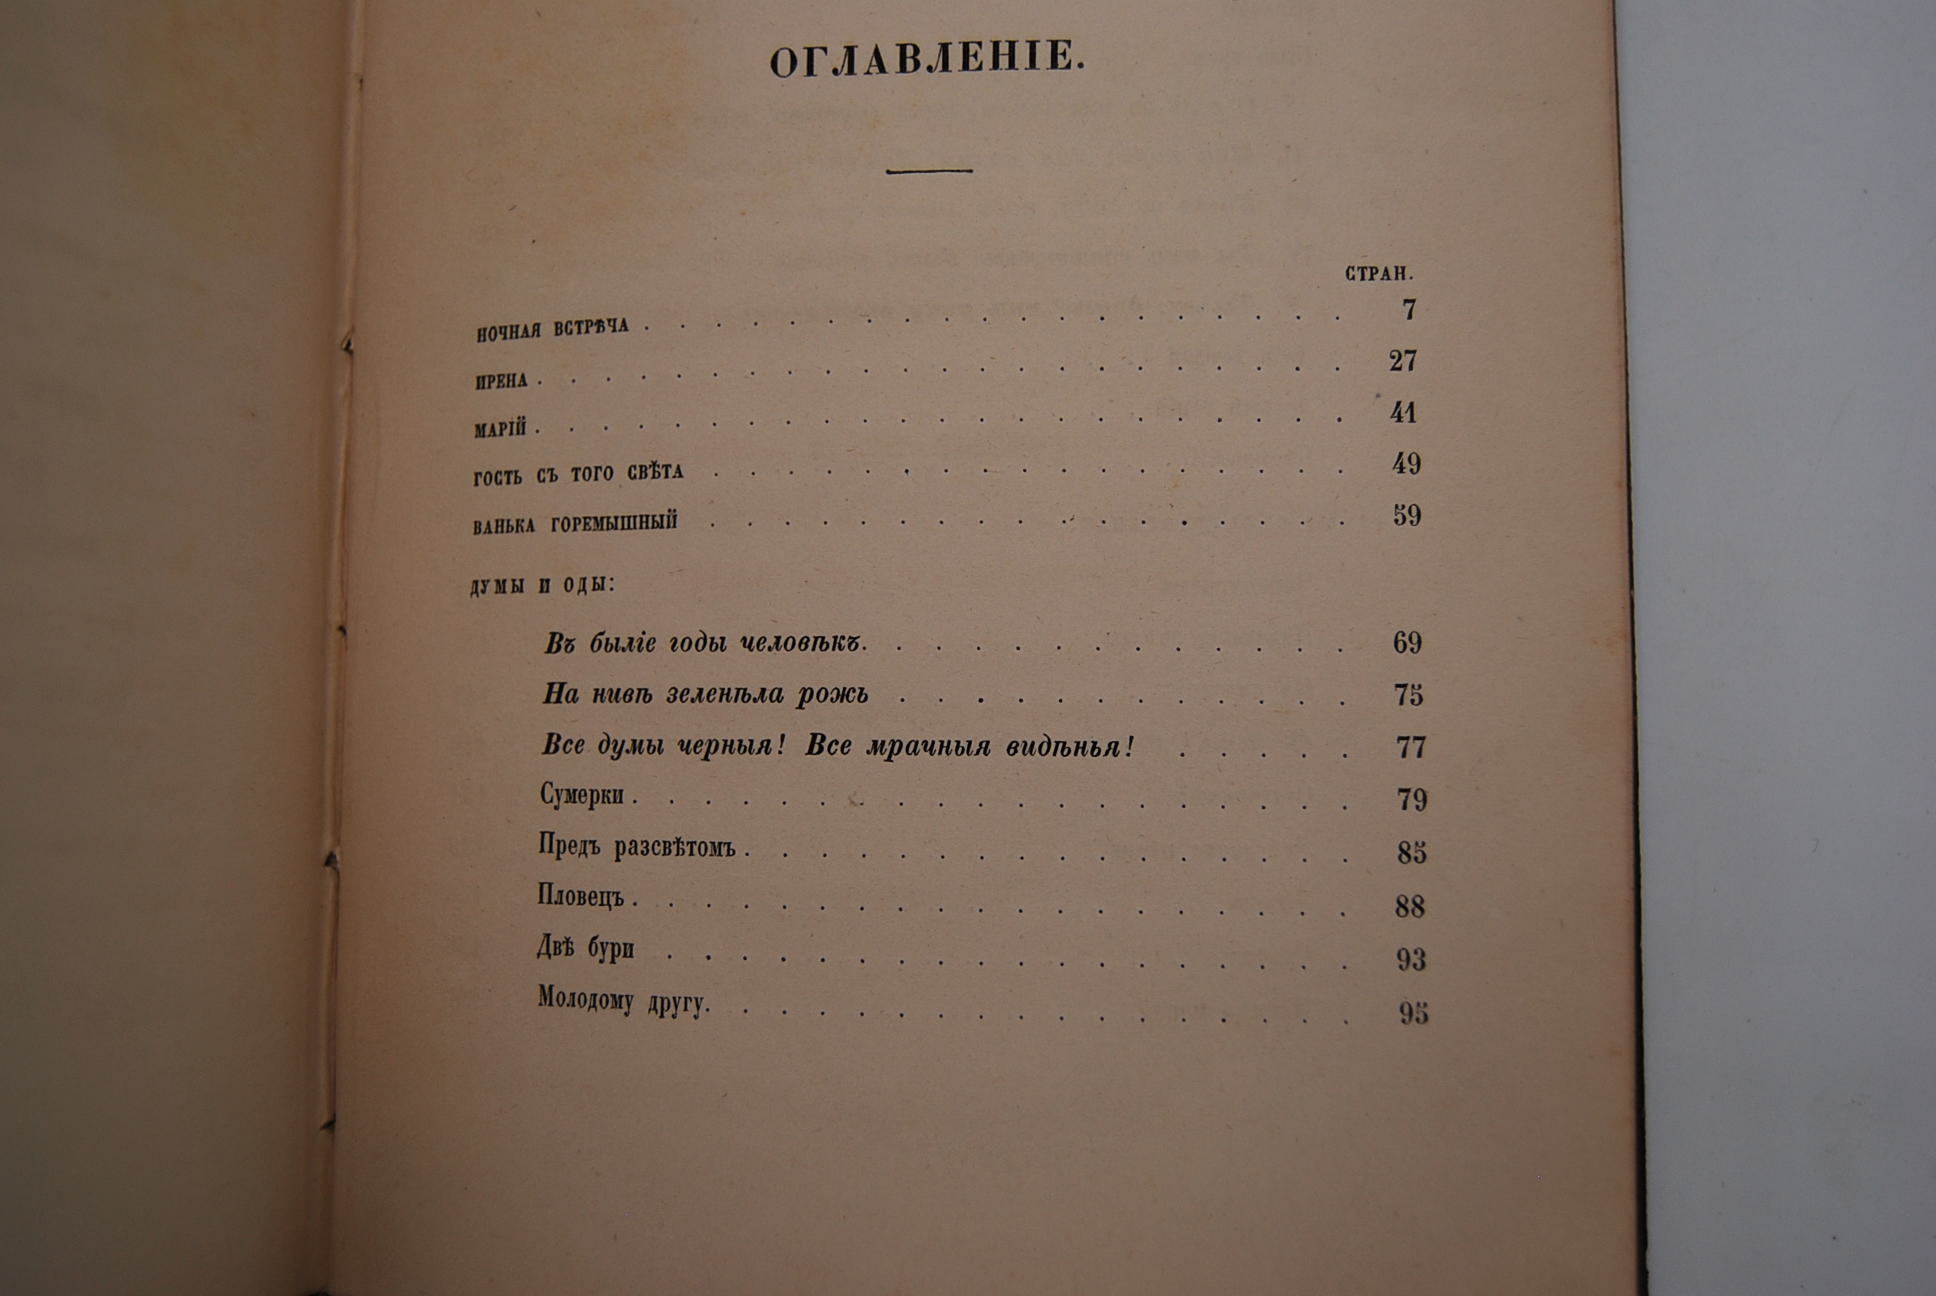 ОГЛАВЛЕНІЕ.
СТРАН.
НОЧНАЯ ВСТРѢЧА . . . . . . . . . . . . . . . . . . . 7
ИРЕНА . . . . . . . . . . . . . . . . . . . . . . 27
МАРІЙ . . . . . . . . . . . . . . . . . . . . . . 41
ГОСТЬ СЪ ТОГО СВѢТА . . . . . . . . . . . . . . . . . 49
ВАНЬКА ГОРЕМЫШНЫЙ . . . . . . . . . . . . . . . . . 59
ДУМЫ И ОДЫ:
Въ былiе годы человѣкъ. . . . . . . . . . . . . 69
На нивѣ зеленѣла рожь . . . . . . . . . . . . 75
Все думы черныя! Все мрачныя видѣнья! . . . . . 77
Сумерки . . . . . . . . . . . . . . . . . . . 79
Предъ разсвѣтомъ . . . . . . . . . . . . . . . . 85
Пловецъ . . . . . . . . . . . . . . . . . . . 88
Двѣ бури . . . . . . . . . . . . . . . . . . 93
Молодому другу. . . . . . . . . . . . . . . . . 95